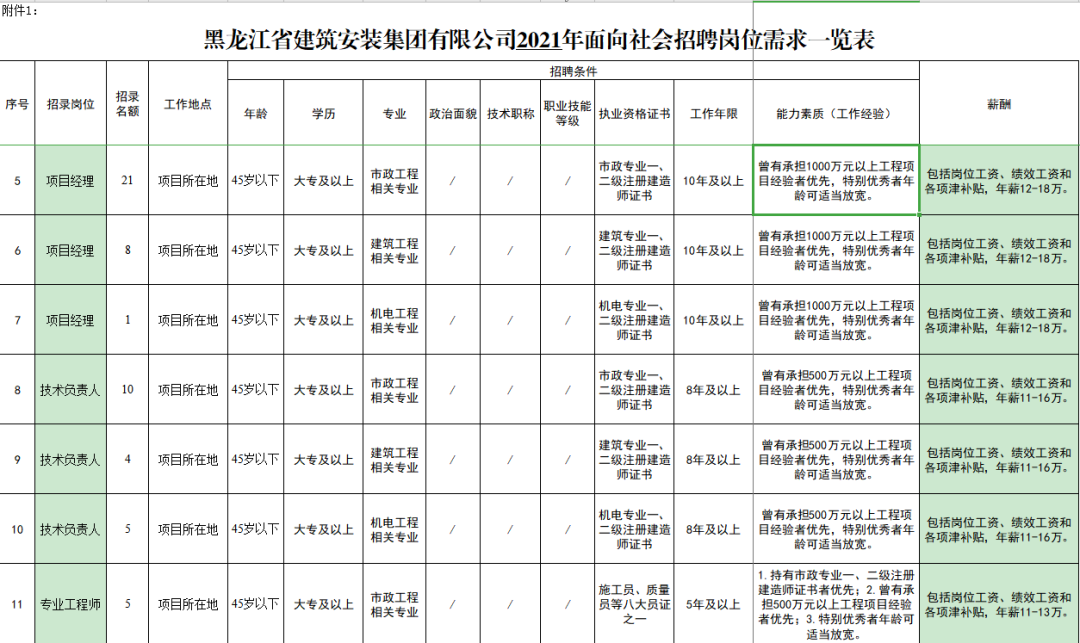 附件1：
黑龙江省建筑安装集团有限公司2021年面向社会招聘岗位需求一览表
序号 招录岗位 招录名额 工作地点 招聘条件 薪酬
年龄 学历 专业 政治面貌 技术职称 职业技能等级 执业资格证书 工作年限 能力素质（工作经验）
5 项目经理 21 项目所在地 45岁以下 大专及以上 市政工程相关专业 / / / 市政专业一、二级注册建造师证书 10年及以上 曾有承担1000万元以上工程项目经验者优先，特别优秀者年龄可适当放宽。 包括岗位工资、绩效工资和各项津补贴，年薪12-18万。
6 项目经理 8 项目所在地 45岁以下 大专及以上 建筑工程相关专业 / / / 建筑专业一、二级注册建造师证书 10年及以上 曾有承担1000万元以上工程项目经验者优先，特别优秀者年龄可适当放宽。 包括岗位工资、绩效工资和各项津补贴，年薪12-18万。
7 项目经理 1 项目所在地 45岁以下 大专及以上 机电工程相关专业 / / / 机电专业一、二级注册建造师证书 10年及以上 曾有承担1000万元以上工程项目经验者优先，特别优秀者年龄可适当放宽。 包括岗位工资、绩效工资和各项津补贴，年薪12-18万。
8 技术负责人 10 项目所在地 45岁以下 大专及以上 市政工程相关专业 / / / 市政专业一、二级注册建造师证书 8年及以上 曾有承担500万元以上工程项目经验者优先，特别优秀者年龄可适当放宽。 包括岗位工资、绩效工资和各项津补贴，年薪11-16万。
9 技术负责人 4 项目所在地 45岁以下 大专及以上 建筑工程相关专业 / / / 建筑专业一、二级注册建造师证书 8年及以上 曾有承担500万元以上工程项目经验者优先，特别优秀者年龄可适当放宽。 包括岗位工资、绩效工资和各项津补贴，年薪11-16万。
10 技术负责人 5 项目所在地 45岁以下 大专及以上 机电工程相关专业 / / / 机电专业一、二级注册建造师证书 8年及以上 曾有承担500万元以上工程项目经验者优先，特别优秀者年龄可适当放宽。 包括岗位工资、绩效工资和各项津补贴，年薪11-16万。
11 专业工程师 5 项目所在地 45岁以下 大专及以上 市政工程相关专业 / / / 施工员、质量员等八大员证之一 5年及以上 1.持有市政专业一、二级注册建造师证书者优先；2.曾有承担500万元以上工程项目经验者优先；3.特别优秀者年龄可适当放宽。 包括岗位工资、绩效工资和各项津补贴，年薪11-13万。